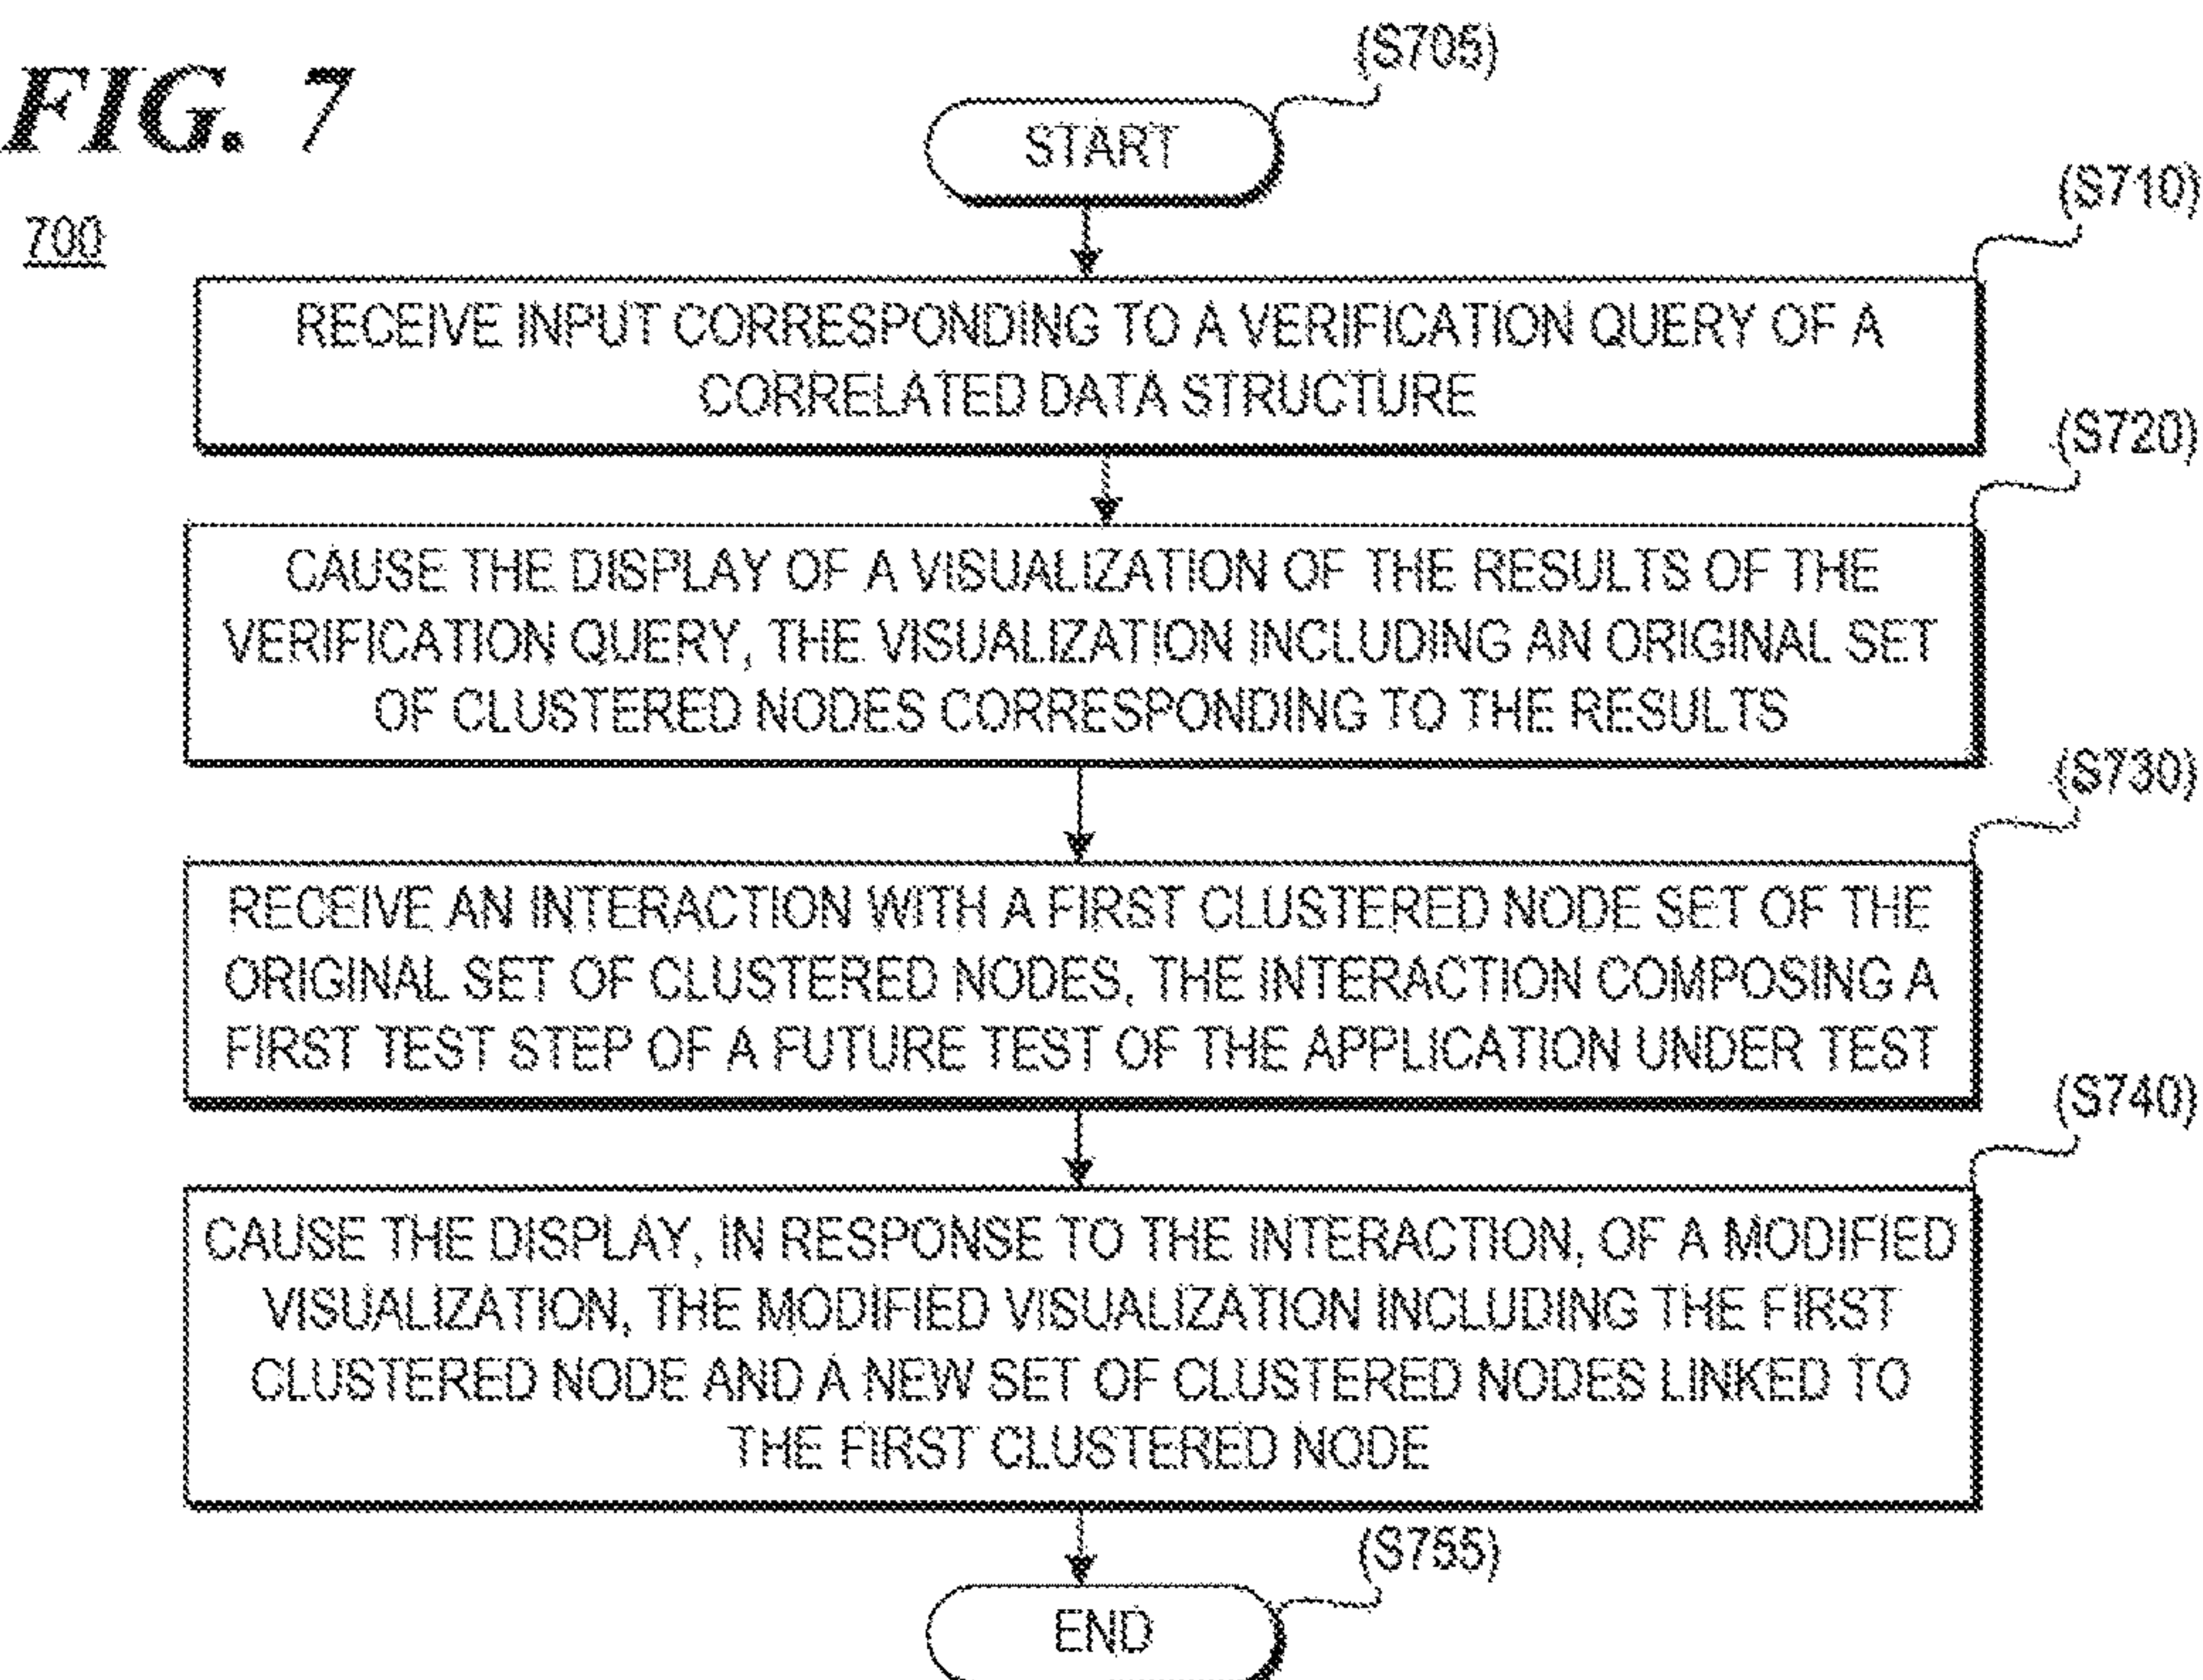 FIG. 7
700
(S705)
START
(S710)
RECEIVE INPUT CORRESPONDING TO A VERIFICATION QUERY OF A
CORRELATED DATA STRUCTURE
(S720)
CAUSE THE DISPLAY OF A VISUALIZATION OF THE RESULTS OF THE
VERIFICATION QUERY, THE VISUALIZATION INCLUDING AN ORIGINAL SET
OF CLUSTERED NODES CORRESPONDING TO THE RESULTS
(S730)
RECEIVE AN INTERACTION WITH A FIRST CLUSTERED NODE SET OF THE
ORIGINAL SET OF CLUSTERED NODES, THE INTERACTION COMPOSING A
FIRST TEST STEP OF A FUTURE TEST OF THE APPLICATION UNDER TEST
(S740)
CAUSE THE DISPLAY, IN RESPONSE TO THE INTERACTION, OF A MODIFIED
VISUALIZATION, THE MODIFIED VISUALIZATION INCLUDING THE FIRST
CLUSTERED NODE AND A NEW SET OF CLUSTERED NODES LINKED TO
THE FIRST CLUSTERED NODE
(S755)
END